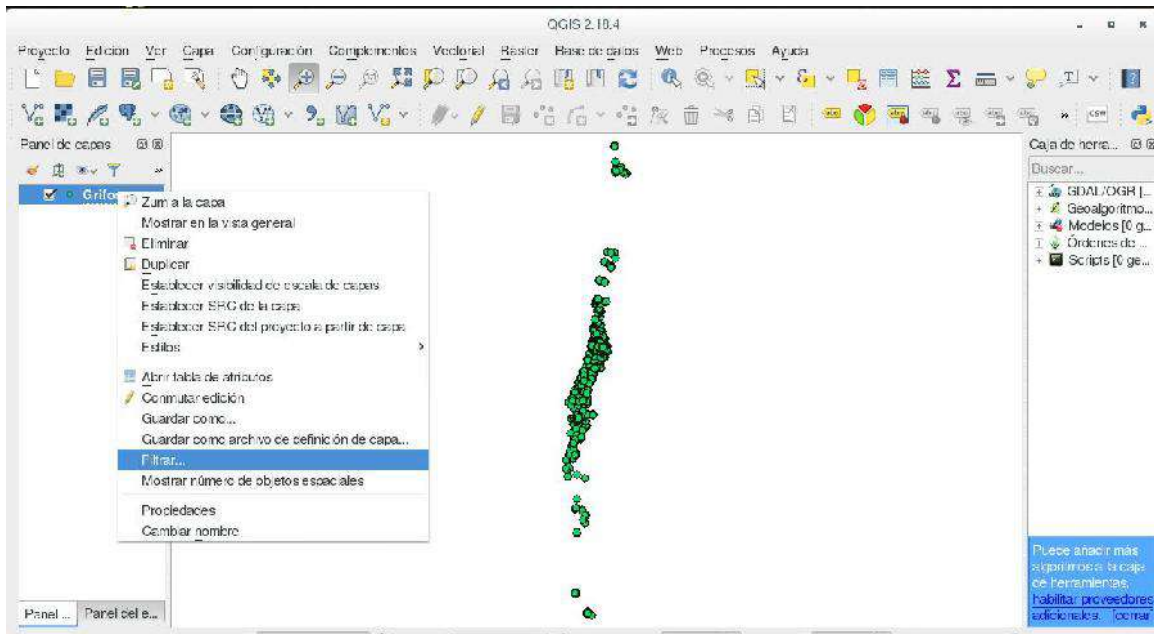 QGIS 2.18.4
Proyecto Edición Ver Capa Configuración Complementos Vectorial Ráster Base de datos Web Procesos Ayuda
Panel de capas
Caja de herra...
Buscar...
Grifos
GDAL/OGR [...
Geoalgoritmo...
Modelos [0 g...
Órdenes de ...
Scripts [0 ge...
Zum a la capa
Mostrar en la vista general
Eliminar
Duplicar
Establecer visibilidad de escala de capas
Establecer SRC de la capa
Establecer SRC del proyecto a partir de capa
Estilos
Abrir tabla de atributos
Conmutar edición
Guardar como...
Guardar como archivo de definición de capa...
Filtrar...
Mostrar número de objetos espaciales
Propiedades
Cambiar nombre
Puede añadir más
algoritmos a la caja
de herramientas,
habilitar proveedores
adicionales. [cerrar]
Panel ... Panel del e...